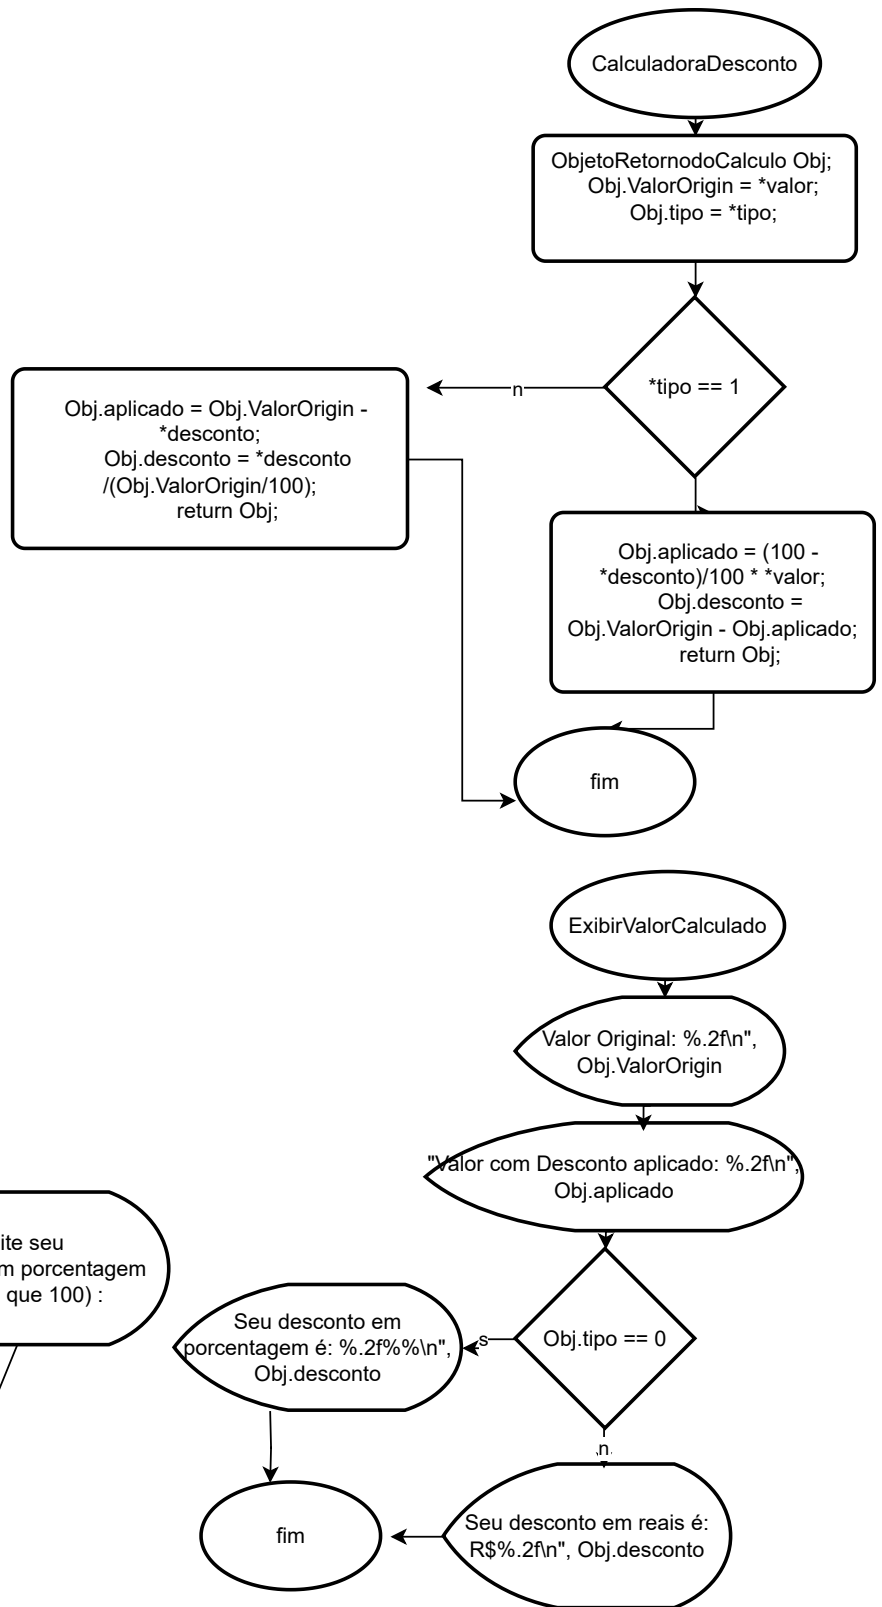 CalculadoraDesconto
ObjetoRetornodoCalculo Obj;
Obj.ValorOrigin = *valor;
Obj.tipo = *tipo;
*tipo == 1
n
Obj.aplicado = Obj.ValorOrigin -
*desconto;
Obj.desconto = *desconto
/(Obj.ValorOrigin/100);
return Obj;
Obj.aplicado = (100 -
*desconto)/100 * *valor;
Obj.desconto =
Obj.ValorOrigin - Obj.aplicado;
return Obj;
fim
ExibirValorCalculado
Valor Original: %.2f\n",
Obj.ValorOrigin
"Valor com Desconto aplicado: %.2f\n",
Obj.aplicado
ite seu
m porcentagem
que 100) :
Obj.tipo == 0
s
Seu desconto em
porcentagem é: %.2f%%\n",
Obj.desconto
n
Seu desconto em reais é:
R$%.2f\n", Obj.desconto
fim